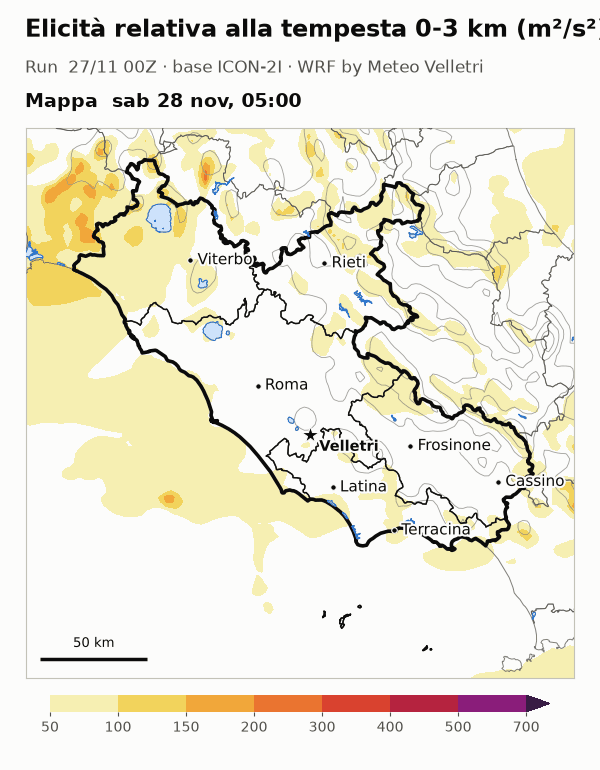 Elicità relativa alla tempesta 0-3 km (m²/s²)
Run  27/11 00Z · base ICON-2I · WRF by Meteo Velletri
Mappa  sab 28 nov, 05:00
Viterbo
Rieti
Roma
Velletri
Frosinone
Cassino
Latina
Terracina
50 km
50 100 150 200 300 400 500 700